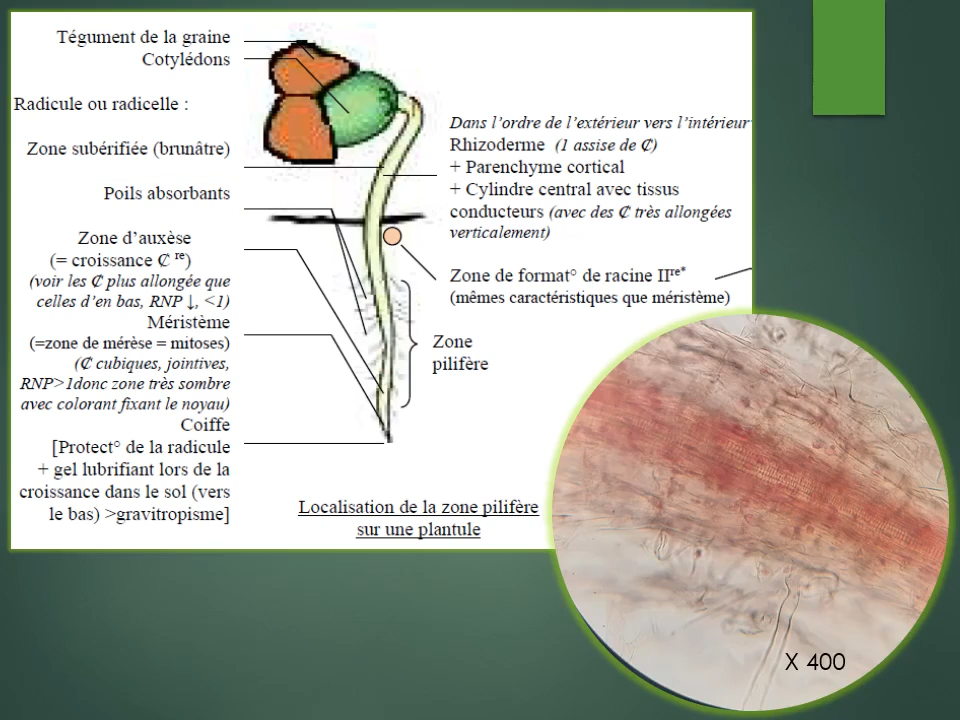 Tégument de la graine
Cotylédons
Radicule ou radicelle :
Zone subérifiée (brunâtre)
Poils absorbants
Zone d'auxèse
(= croissance ₡ ʳᵉ)
(voir les ₡ plus allongée que
celles d'en bas, RNP ↓, <1)
Méristème
(=zone de mérèse = mitoses)
(₡ cubiques, jointives,
RNP>1donc zone très sombre
avec colorant fixant le noyau)
Coiffe
[Protect° de la radicule
+ gel lubrifiant lors de la
croissance dans le sol (vers
le bas) >gravitropisme]
Dans l'ordre de l'extérieur vers l'intérieur
Rhizoderme (1 assise de ₡)
+ Parenchyme cortical
+ Cylindre central avec tissus
conducteurs (avec des ₡ très allongées
verticalement)
Zone de format° de racine IIʳᵉ*
(mêmes caractéristiques que méristème)
Zone
pilifère
Localisation de la zone pilifère
sur une plantule
X 400